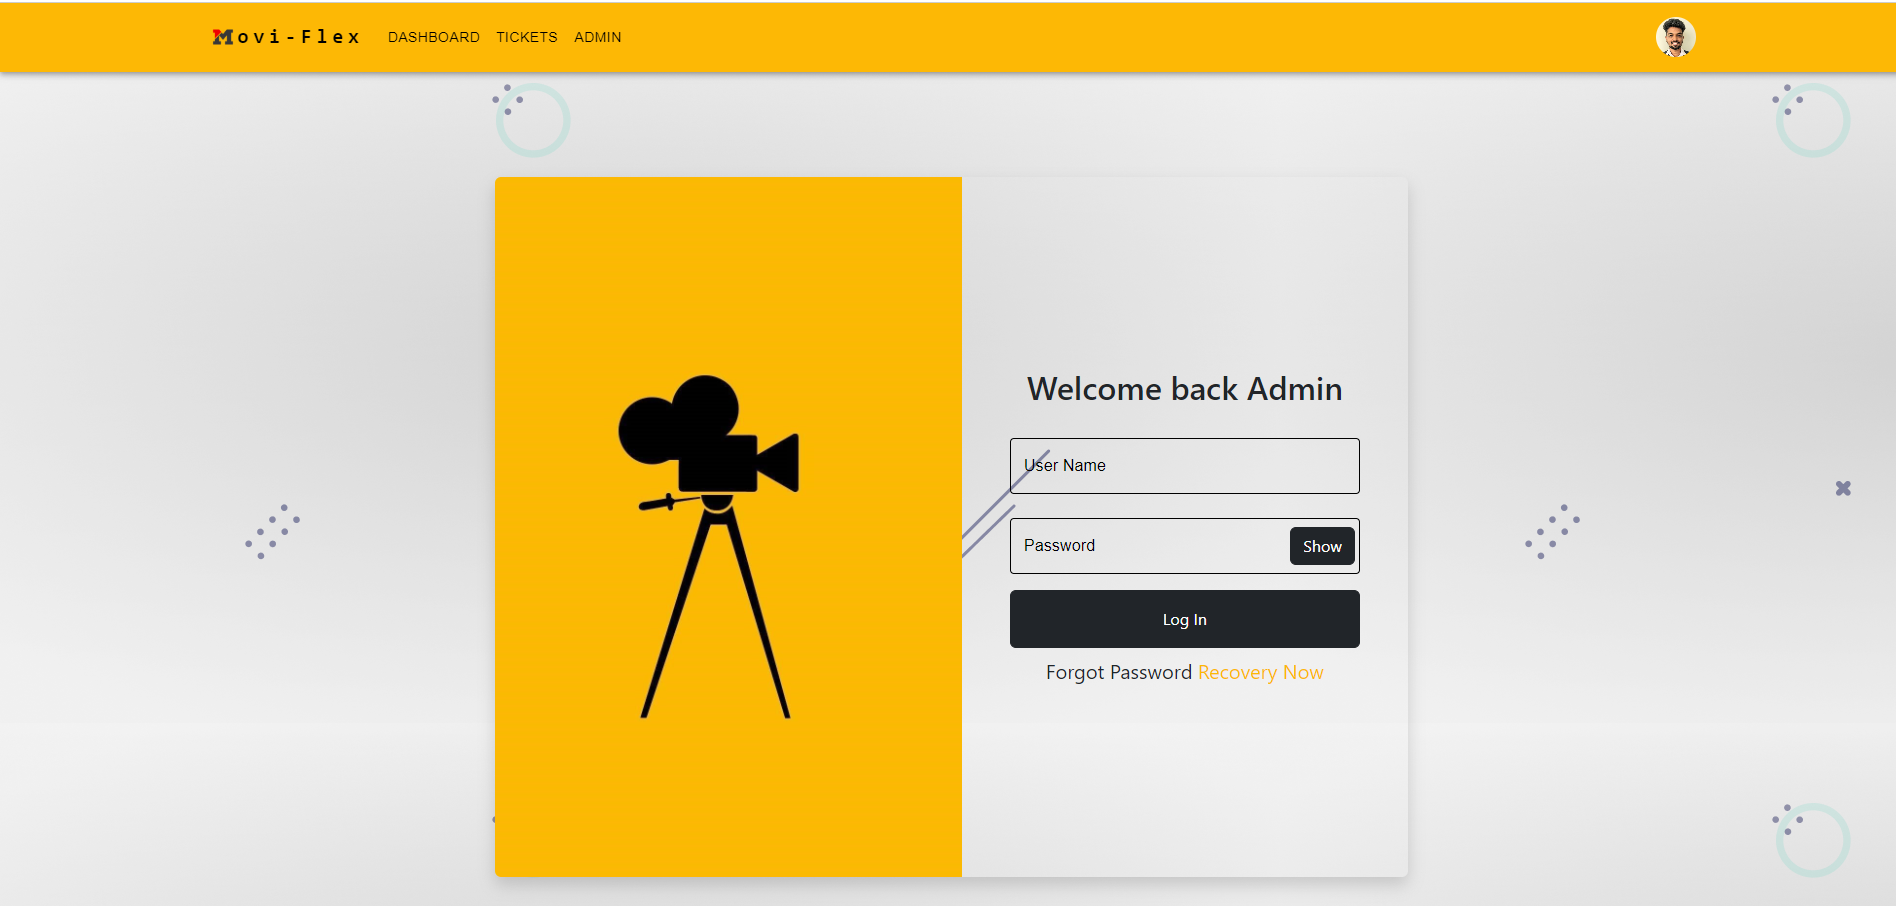 Movi-Flex DASHBOARD TICKETS ADMIN
Welcome back Admin
User Name
Password Show
Log In
Forgot Password Recovery Now